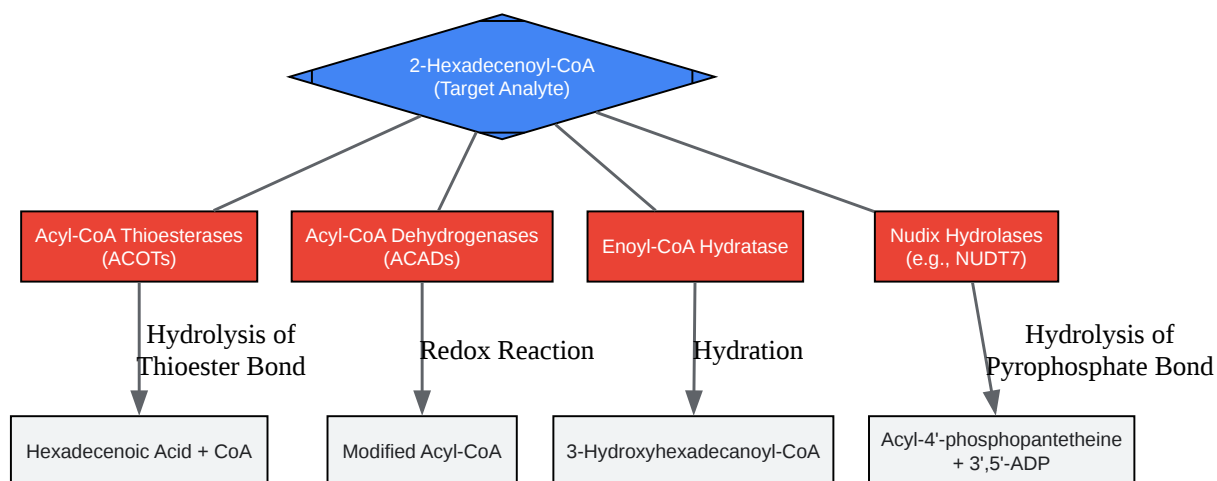 2-Hexadecenoyl-CoA
(Target Analyte)
Acyl-CoA Thioesterases
(ACOTs)
Acyl-CoA Dehydrogenases
(ACADs)
Enoyl-CoA Hydratase
Nudix Hydrolases
(e.g., NUDT7)
Hydrolysis of
Thioester Bond
Redox Reaction
Hydration
Hydrolysis of
Pyrophosphate Bond
Hexadecenoic Acid + CoA
Modified Acyl-CoA
3-Hydroxyhexadecanoyl-CoA
Acyl-4'-phosphopantetheine
+ 3',5'-ADP